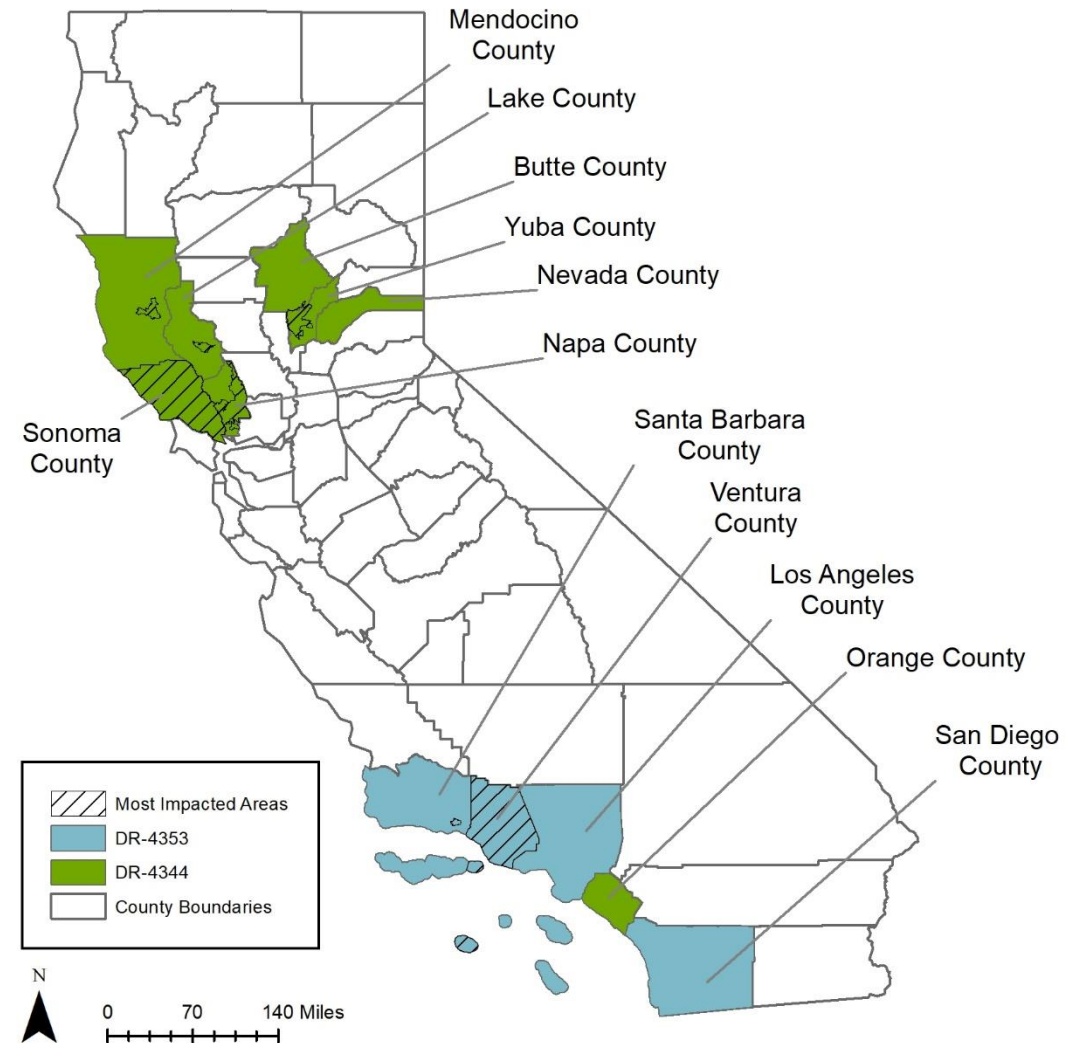 Mendocino
County
Lake County
Butte County
Yuba County
Nevada County
Napa County
Sonoma
County
Santa Barbara
County
Ventura
County
Los Angeles
County
Orange County
San Diego
County
Most Impacted Areas
DR-4353
DR-4344
County Boundaries
N
0 70 140 Miles